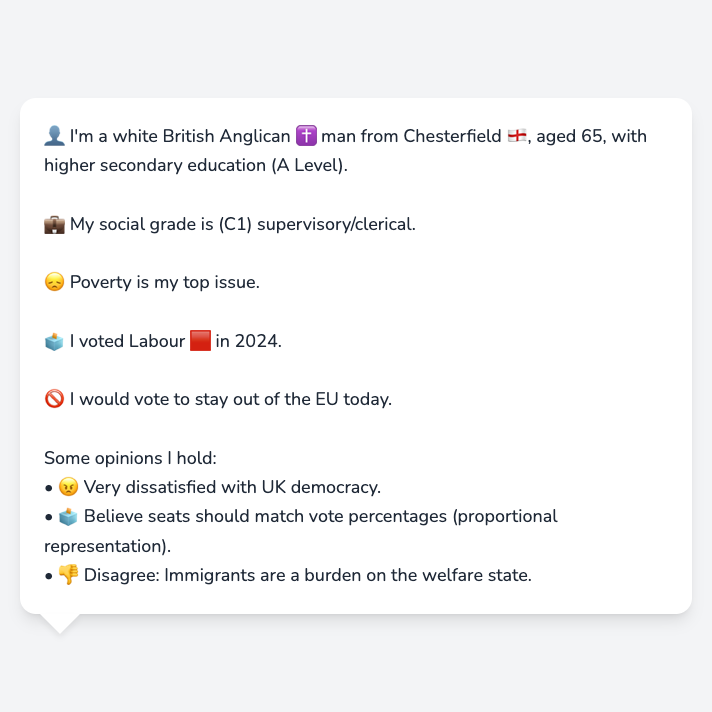 👤 I'm a white British Anglican ✝️ man from Chesterfield 🏴󠁧󠁢󠁥󠁮󠁧󠁿, aged 65, with
higher secondary education (A Level).
💼 My social grade is (C1) supervisory/clerical.
😞 Poverty is my top issue.
🗳️ I voted Labour 🟥 in 2024.
🚫 I would vote to stay out of the EU today.
Some opinions I hold:
• 😠 Very dissatisfied with UK democracy.
• 🗳️ Believe seats should match vote percentages (proportional
representation).
• 👎 Disagree: Immigrants are a burden on the welfare state.